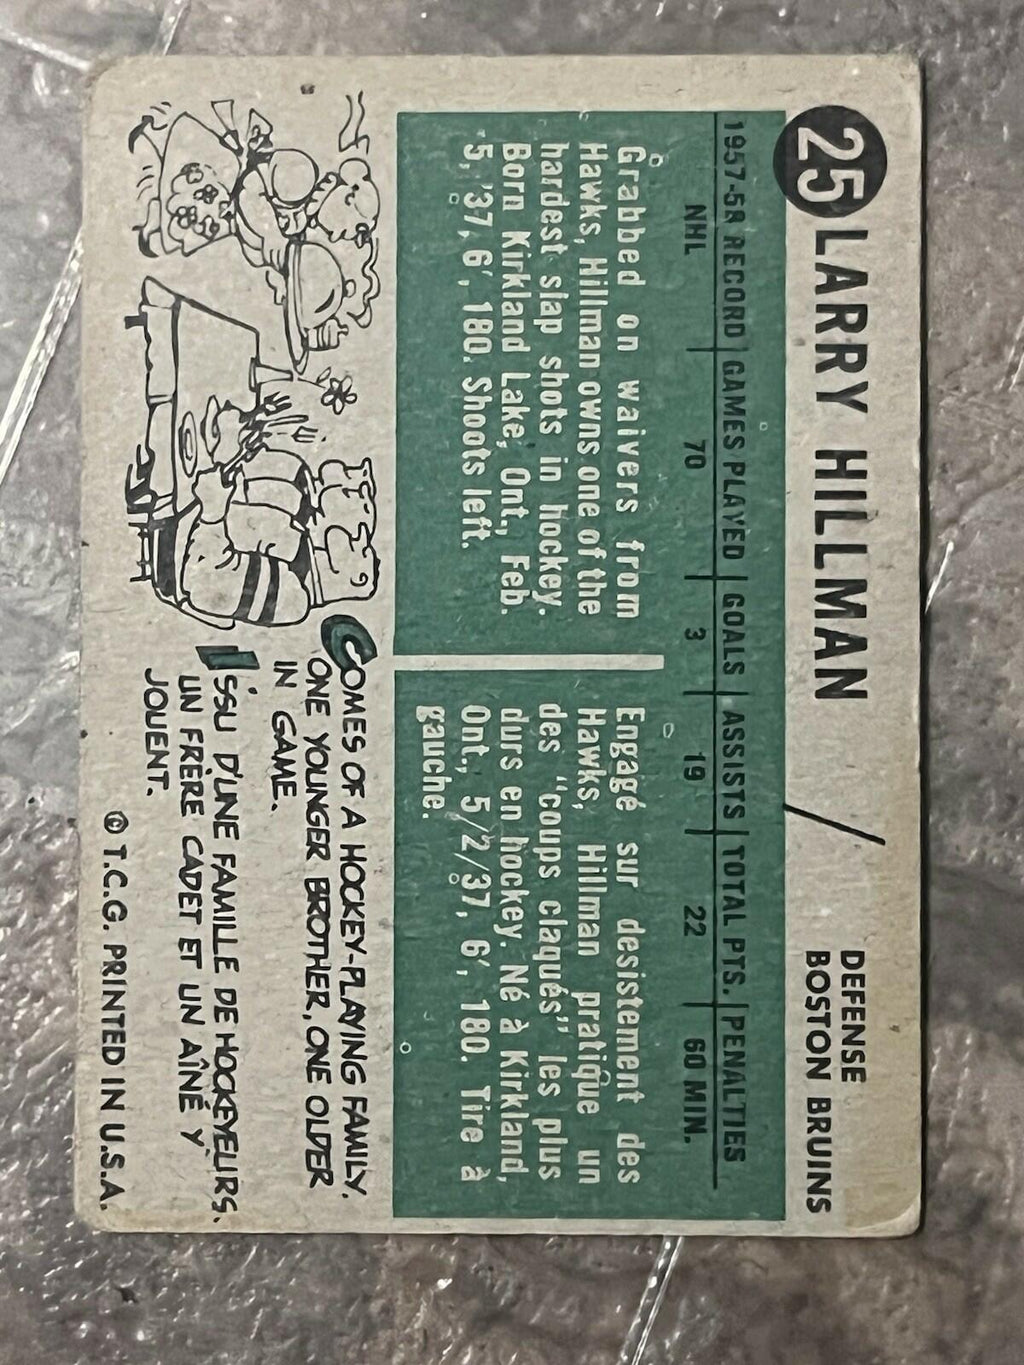 25 LARRY HILLMAN
DEFENSE
BOSTON BRUINS
1957-58 RECORD GAMES PLAYED GOALS ASSISTS TOTAL PTS. PENALTIES
NHL 70 3 19 22 60 MIN.
Grabbed on waivers from
Hawks, Hillman owns one of the
hardest slap shots in hockey.
Born Kirkland Lake, Ont., Feb.
5, '37, 6', 180. Shoots left.
Engagé sur desistement des
Hawks, Hillman pratique un
des "coups claqués" les plus
durs en hockey. Né à Kirkland,
Ont., 5/2/37, 6', 180. Tire à
gauche.
COMES OF A HOCKEY-PLAYING FAMILY.
ONE YOUNGER BROTHER, ONE OLDER
IN GAME.
ISSU D'UNE FAMILLE DE HOCKEYEURS.
UN FRÈRE CADET ET UN AÎNÉ Y
JOUENT.
© T.C.G. PRINTED IN U.S.A.